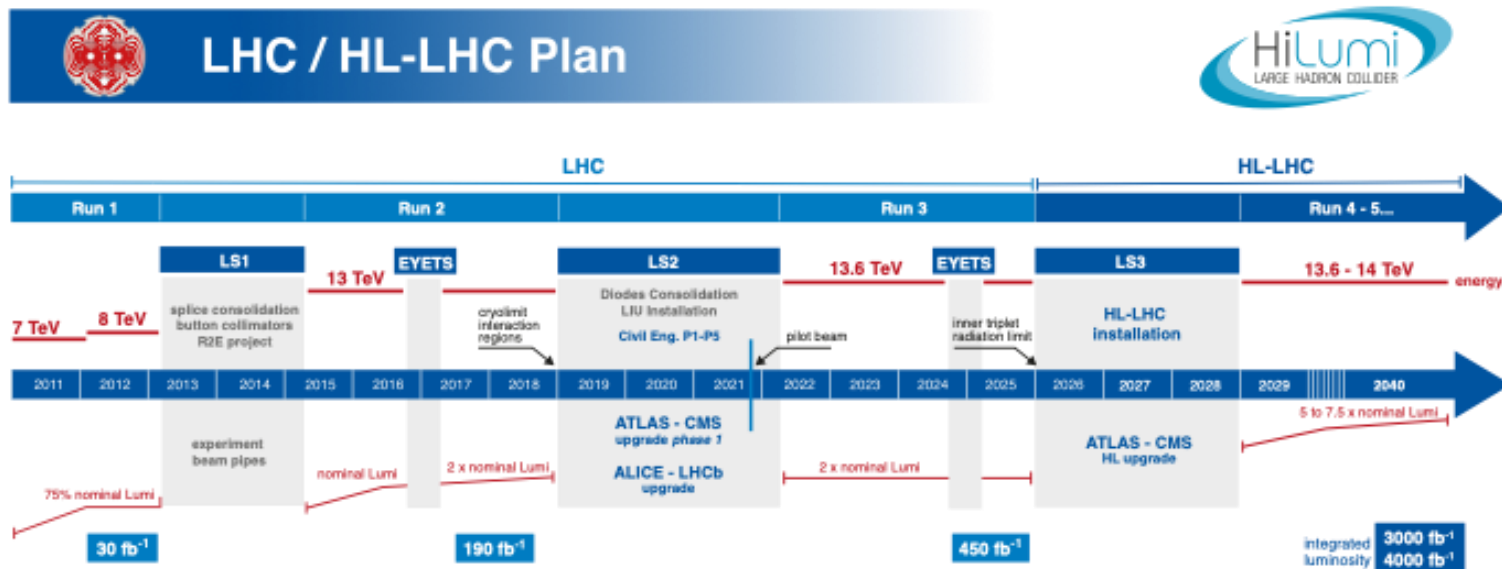 LHC / HL-LHC Plan
HiLumi
LARGE HADRON COLLIDER
LHC
HL-LHC
Run 1
Run 2
Run 3
Run 4 - 5...
LS1
EYETS
LS2
EYETS
LS3
13 TeV
13.6 TeV
13.6 - 14 TeV
energy
7 TeV
8 TeV
splice consolidation
button collimators
R2E project
cryolimit
interaction
regions
Diodes Consolidation
LIU Installation
Civil Eng. P1-P5
pilot beam
inner triplet
radiation limit
HL-LHC
installation
2011
2012
2013
2014
2015
2016
2017
2018
2019
2020
2021
2022
2023
2024
2025
2026
2027
2028
2029
2040
experiment
beam pipes
ATLAS - CMS
upgrade phase 1
ALICE - LHCb
upgrade
ATLAS - CMS
HL upgrade
5 to 7.5 x nominal Lumi
75% nominal Lumi
nominal Lumi
2 x nominal Lumi
2 x nominal Lumi
30 fb⁻¹
190 fb⁻¹
450 fb⁻¹
integrated
luminosity
3000 fb⁻¹
4000 fb⁻¹